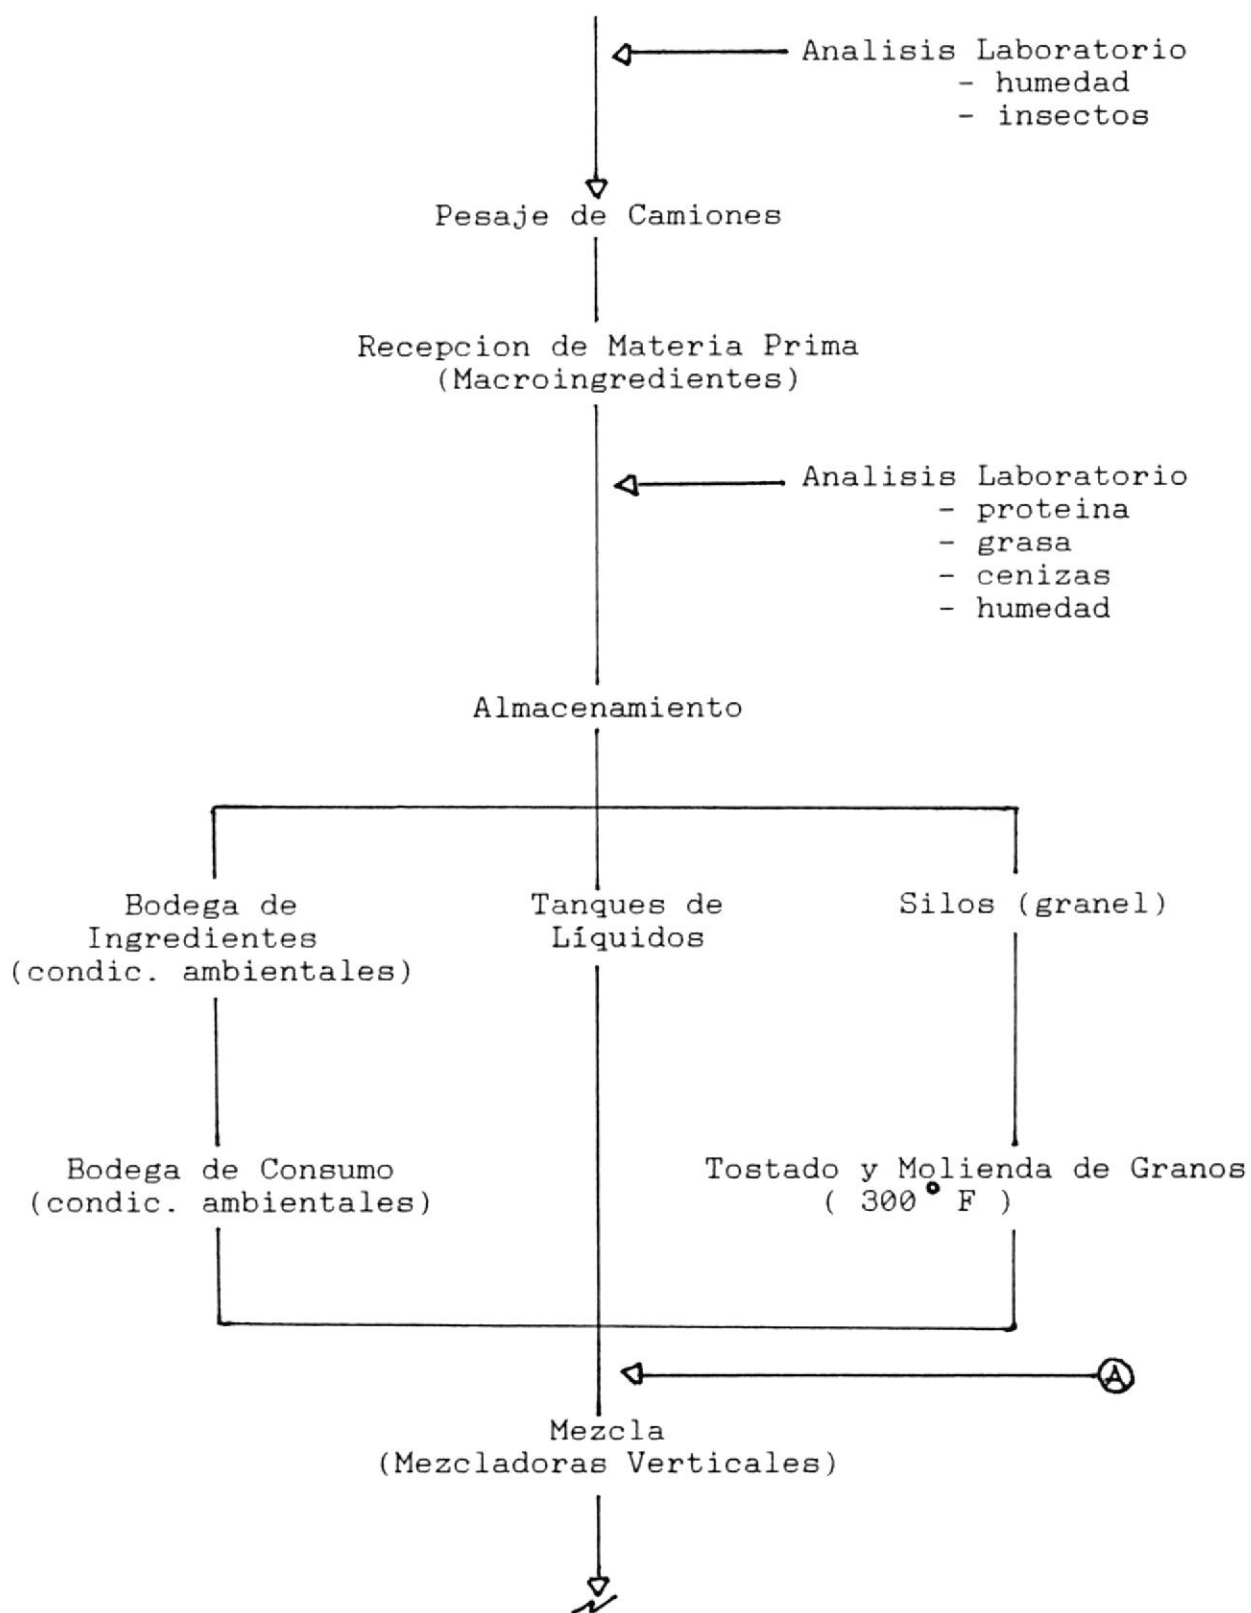 Analisis Laboratorio
- humedad
- insectos
Pesaje de Camiones
Recepcion de Materia Prima
(Macroingredientes)
Analisis Laboratorio
- proteina
- grasa
- cenizas
- humedad
Almacenamiento
Bodega de
Ingredientes
(condic. ambientales)
Tanques de
Líquidos
Silos (granel)
Bodega de Consumo
(condic. ambientales)
Tostado y Molienda de Granos
( 300° F )
A
Mezcla
(Mezcladoras Verticales)